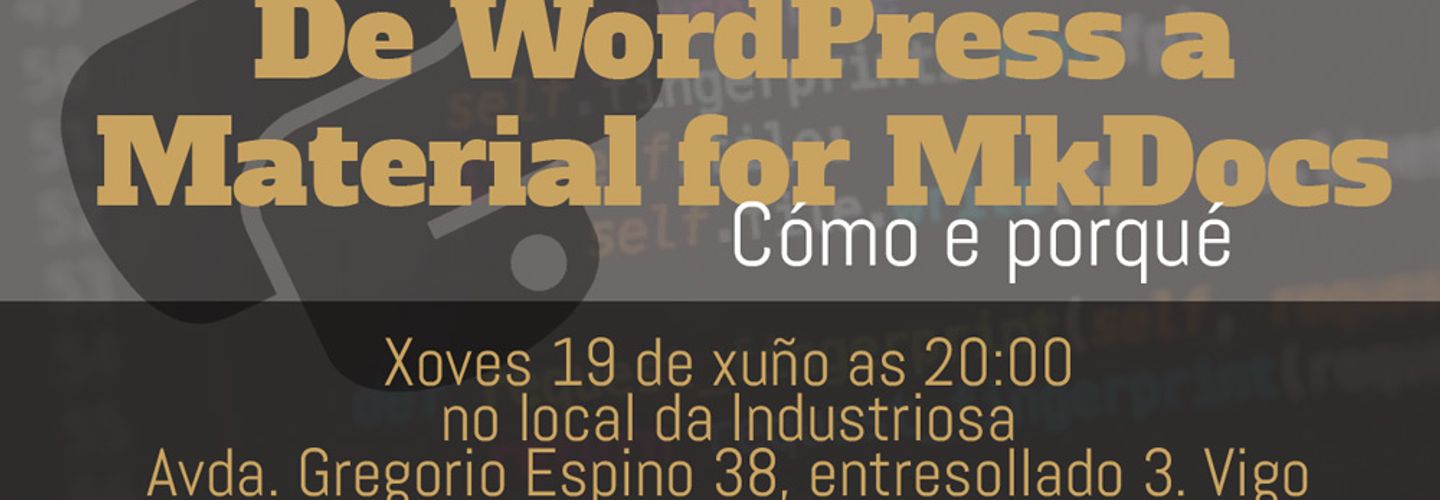 De WordPress a
Material for MkDocs
Cómo e porqué
Xoves 19 de xuño as 20:00
no local da Industriosa
Avda. Gregorio Espino 38, entresollado 3. Vigo